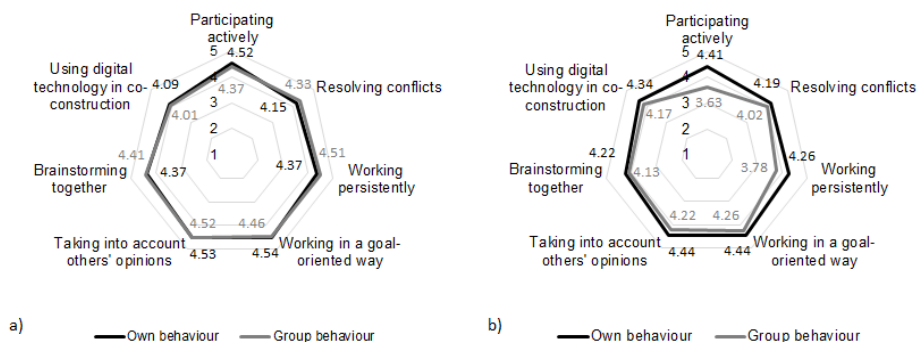 Participating
actively
5 4.52
Using digital
technology in co-
construction
4.09
4
4.37
4.33
Resolving conflicts
4.01
3
4.15
2
1
4.41
Brainstorming
together
4.37
4.37
4.51
Working
persistently
4.52
4.46
Taking into account
others' opinions
4.53
4.54
Working in a goal-
oriented way
a)
Own behaviour
Group behaviour
Participating
actively
5 4.41
Using digital
technology in co-
construction
4.34
4
4.19
Resolving conflicts
4.17
3
3.63
4.02
2
1
4.22
Brainstorming
together
4.13
3.78
4.26
Working
persistently
4.22
4.26
Taking into account
others' opinions
4.44
4.44
Working in a goal-
oriented way
b)
Own behaviour
Group behaviour